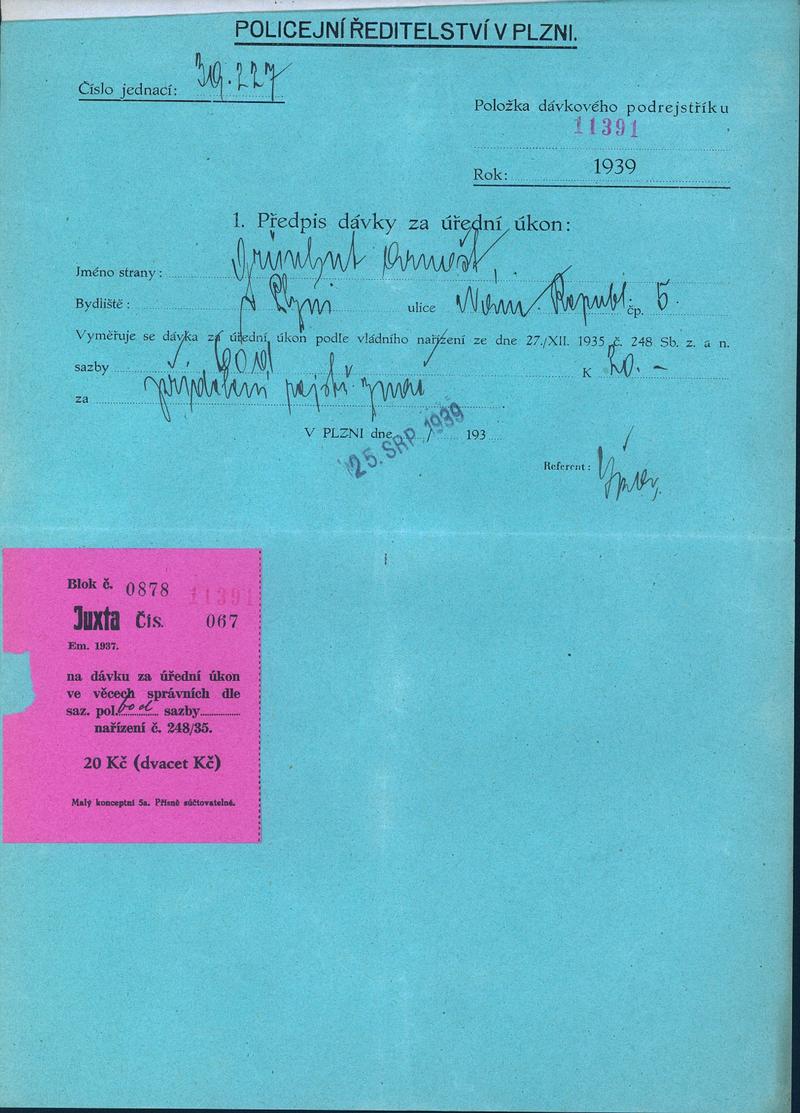 POLICEJNÍ ŘEDITELSTVÍ V PLZNI.
Číslo jednací: 39.227
Položka dávkového podrejstříku
11391
Rok: 1939
1. Předpis dávky za úřední úkon:
Jméno strany:
Bydliště: Plzni ulice Nám. Republ. čp. 5.
Vyměřuje se dávka za úřední úkon podle vládního nařízení ze dne 27./XII. 1935 č. 248 Sb. z. a n.
sazby K 20.-
za
V PLZNI dne 193
25. SRP. 1939
Referent:
Blok č. 0878 11391
Juxta Čís. 067
Em. 1937.
na dávku za úřední úkon
ve věcech správních dle
saz. pol. sazby
nařízení č. 248/35.
20 Kč (dvacet Kč)
Malý konceptní 5a. Přísně súčtovatelné.